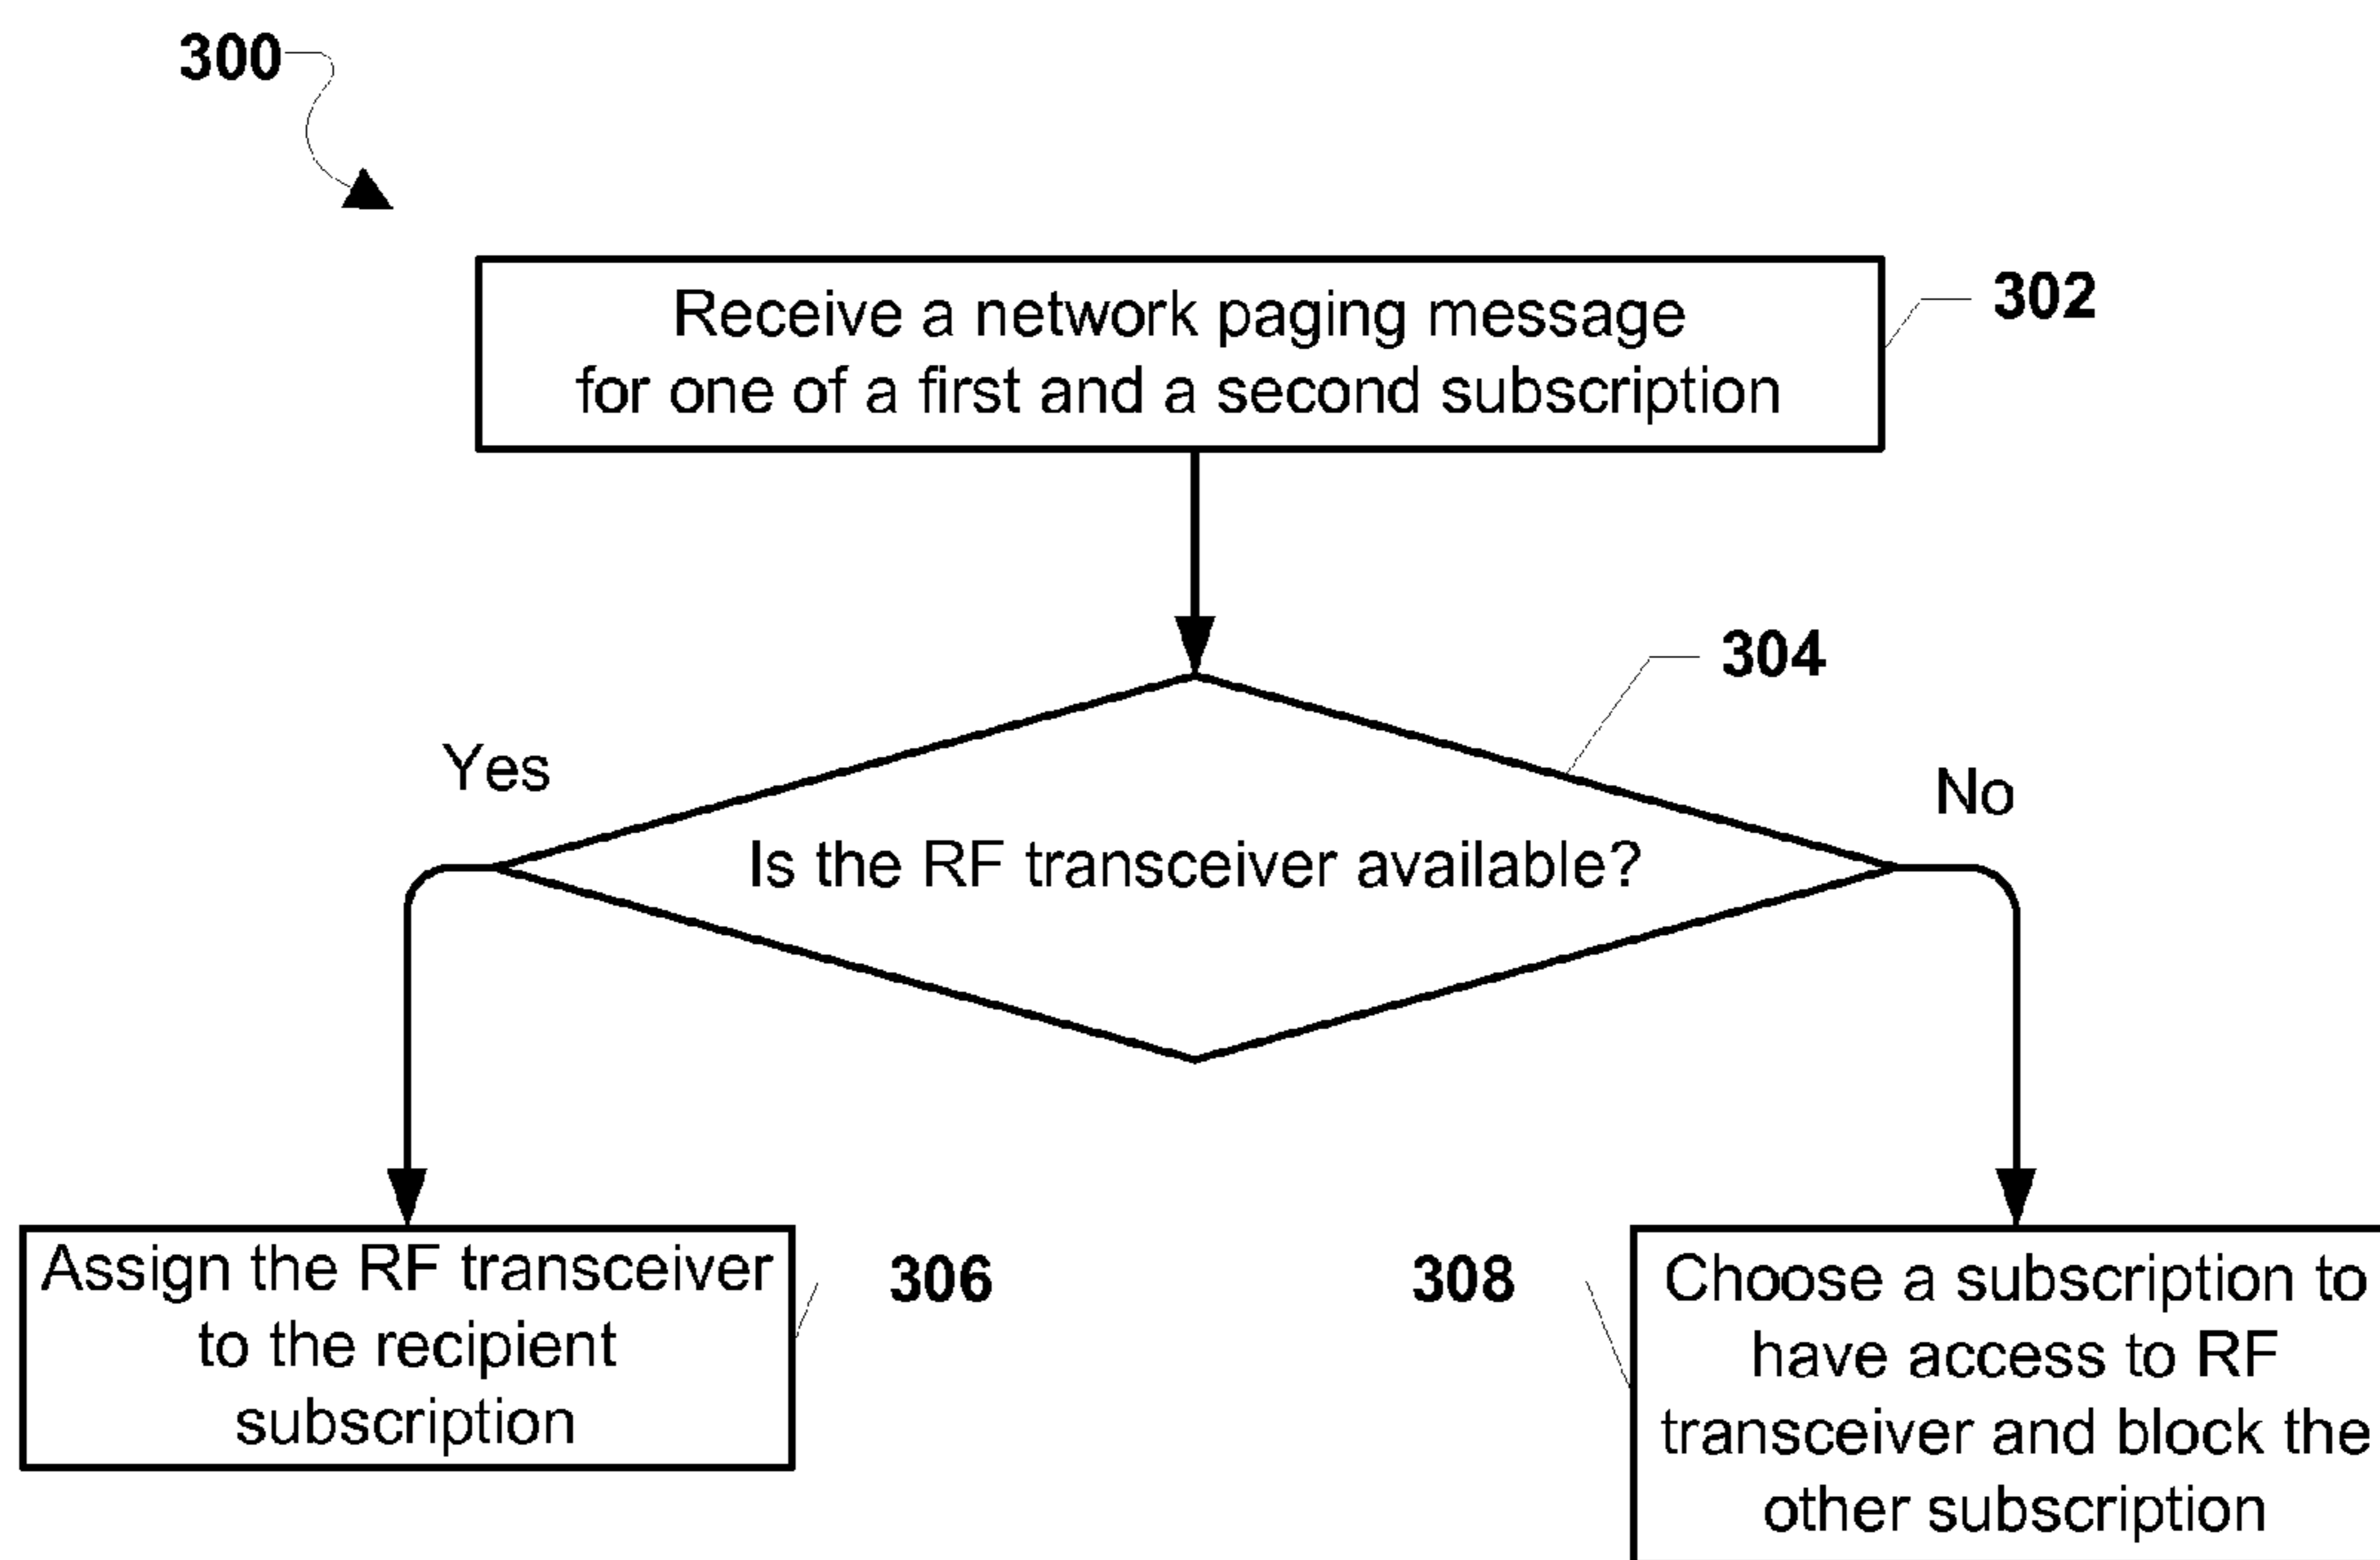 300
Receive a network paging message
for one of a first and a second subscription
302
304
Yes
No
Is the RF transceiver available?
Assign the RF transceiver
to the recipient
subscription
306
308
Choose a subscription to
have access to RF
transceiver and block the
other subscription